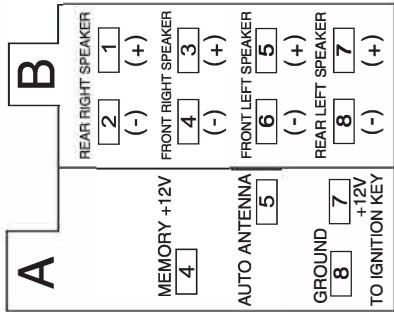 B
REAR RIGHT SPEAKER
1
(+)
2
(-)
FRONT RIGHT SPEAKER
3
(+)
4
(-)
FRONT LEFT SPEAKER
5
(+)
6
(-)
REAR LEFT SPEAKER
7
(+)
8
(-)
A
MEMORY +12V
4
AUTO ANTENNA
5
GROUND
8
7
+12V
TO IGNITION KEY